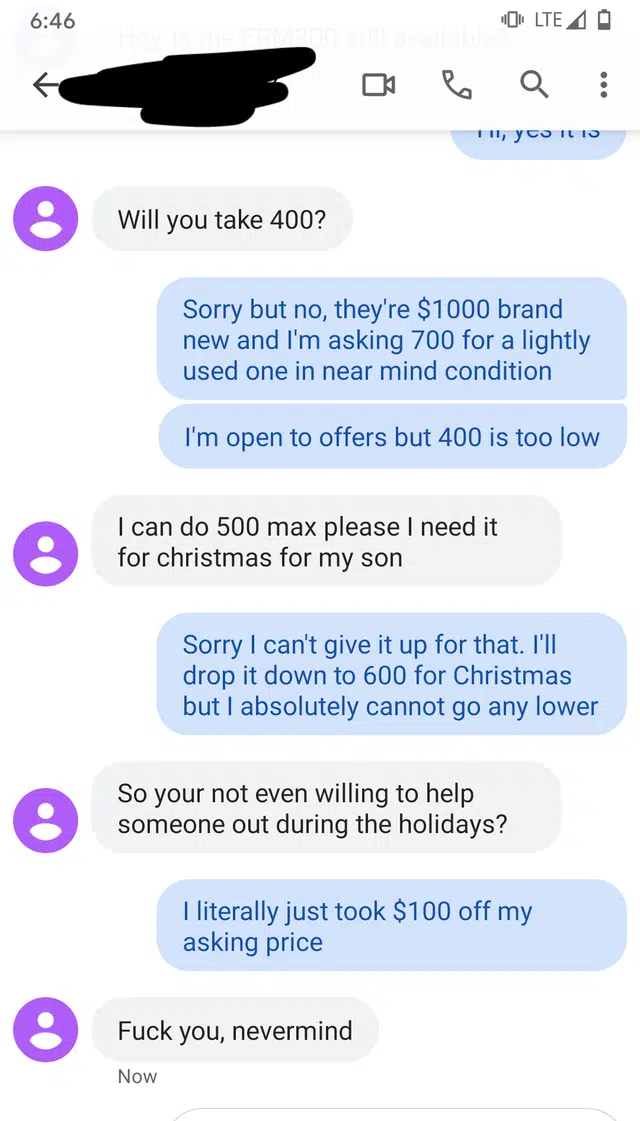 6:46
LTE
Hey, is the FRM200 still available?
Hi, yes it is
Will you take 400?
Sorry but no, they're $1000 brand
new and I'm asking 700 for a lightly
used one in near mind condition
I'm open to offers but 400 is too low
I can do 500 max please I need it
for christmas for my son
Sorry I can't give it up for that. I'll
drop it down to 600 for Christmas
but I absolutely cannot go any lower
So your not even willing to help
someone out during the holidays?
I literally just took $100 off my
asking price
Fuck you, nevermind
Now